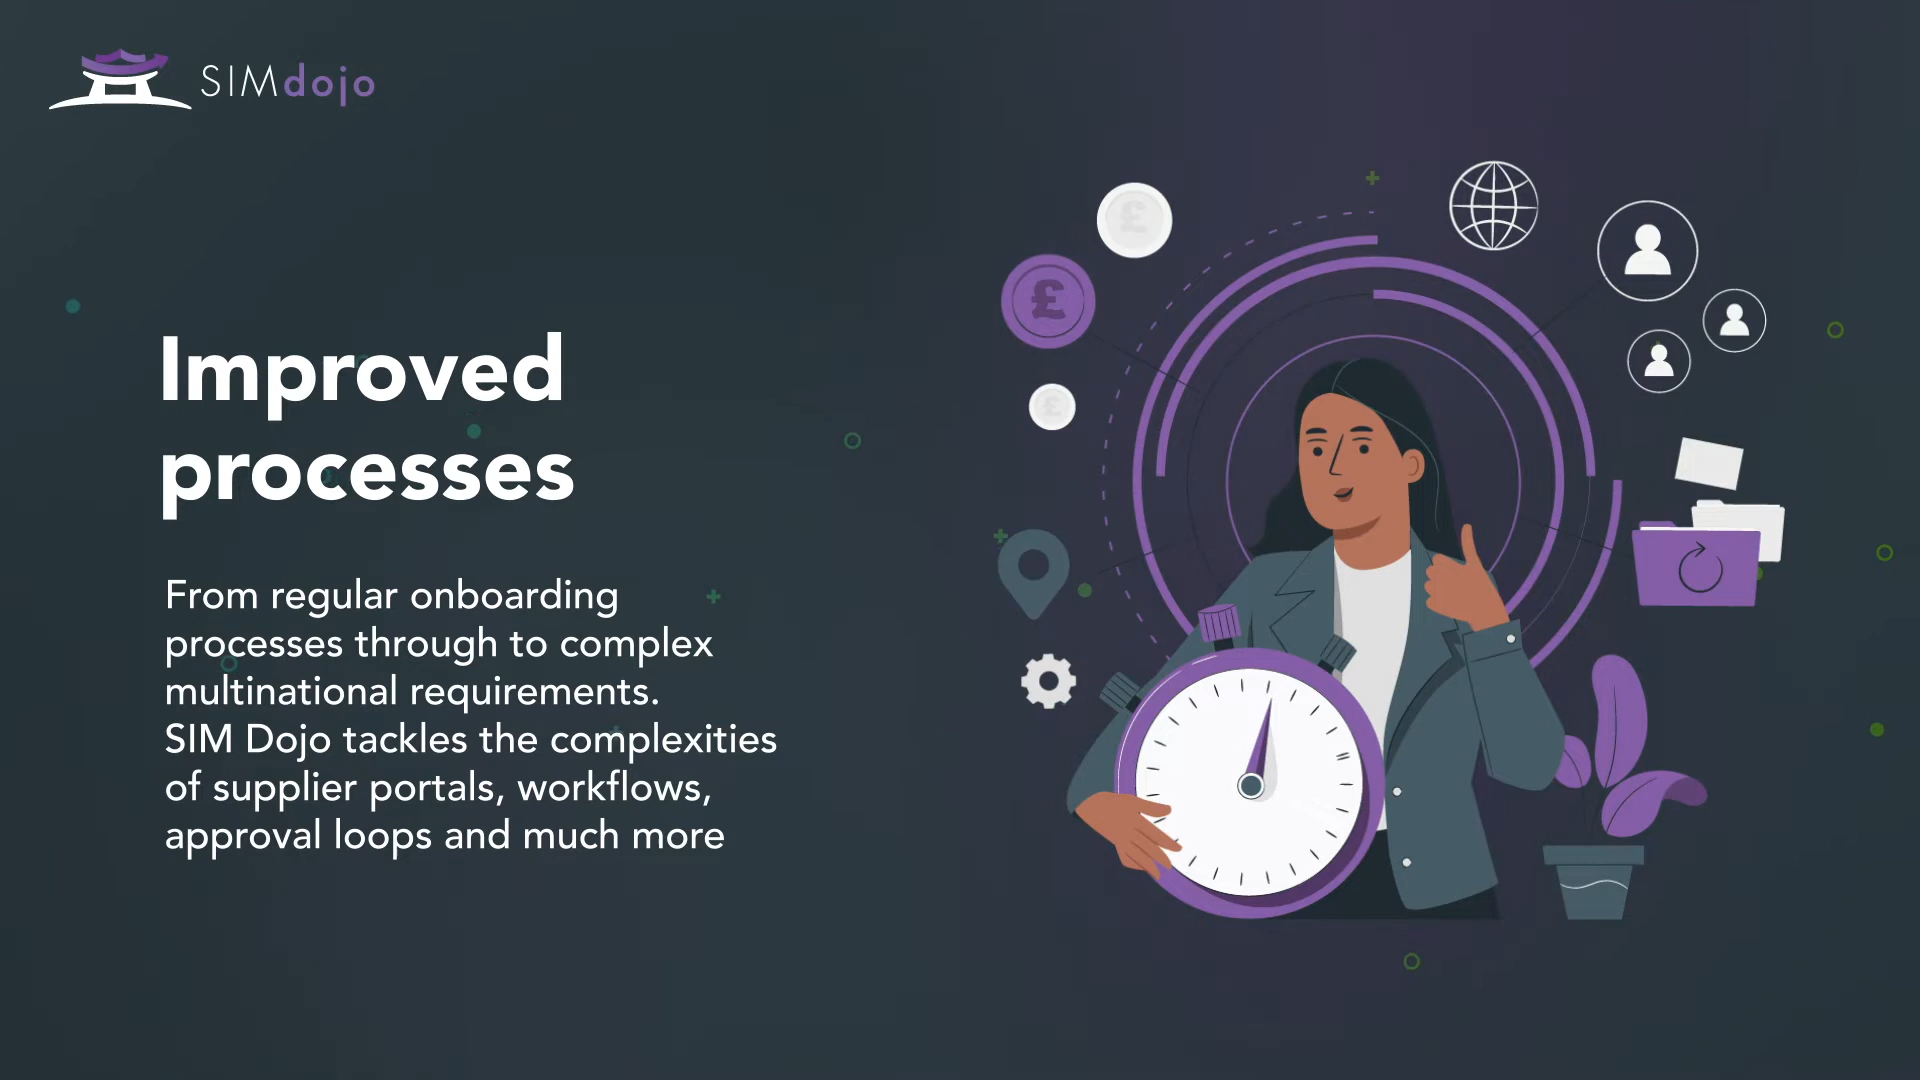 SIMdojo
Improved
processes
From regular onboarding
processes through to complex
multinational requirements.
SIM Dojo tackles the complexities
of supplier portals, workflows,
approval loops and much more
£
£
£